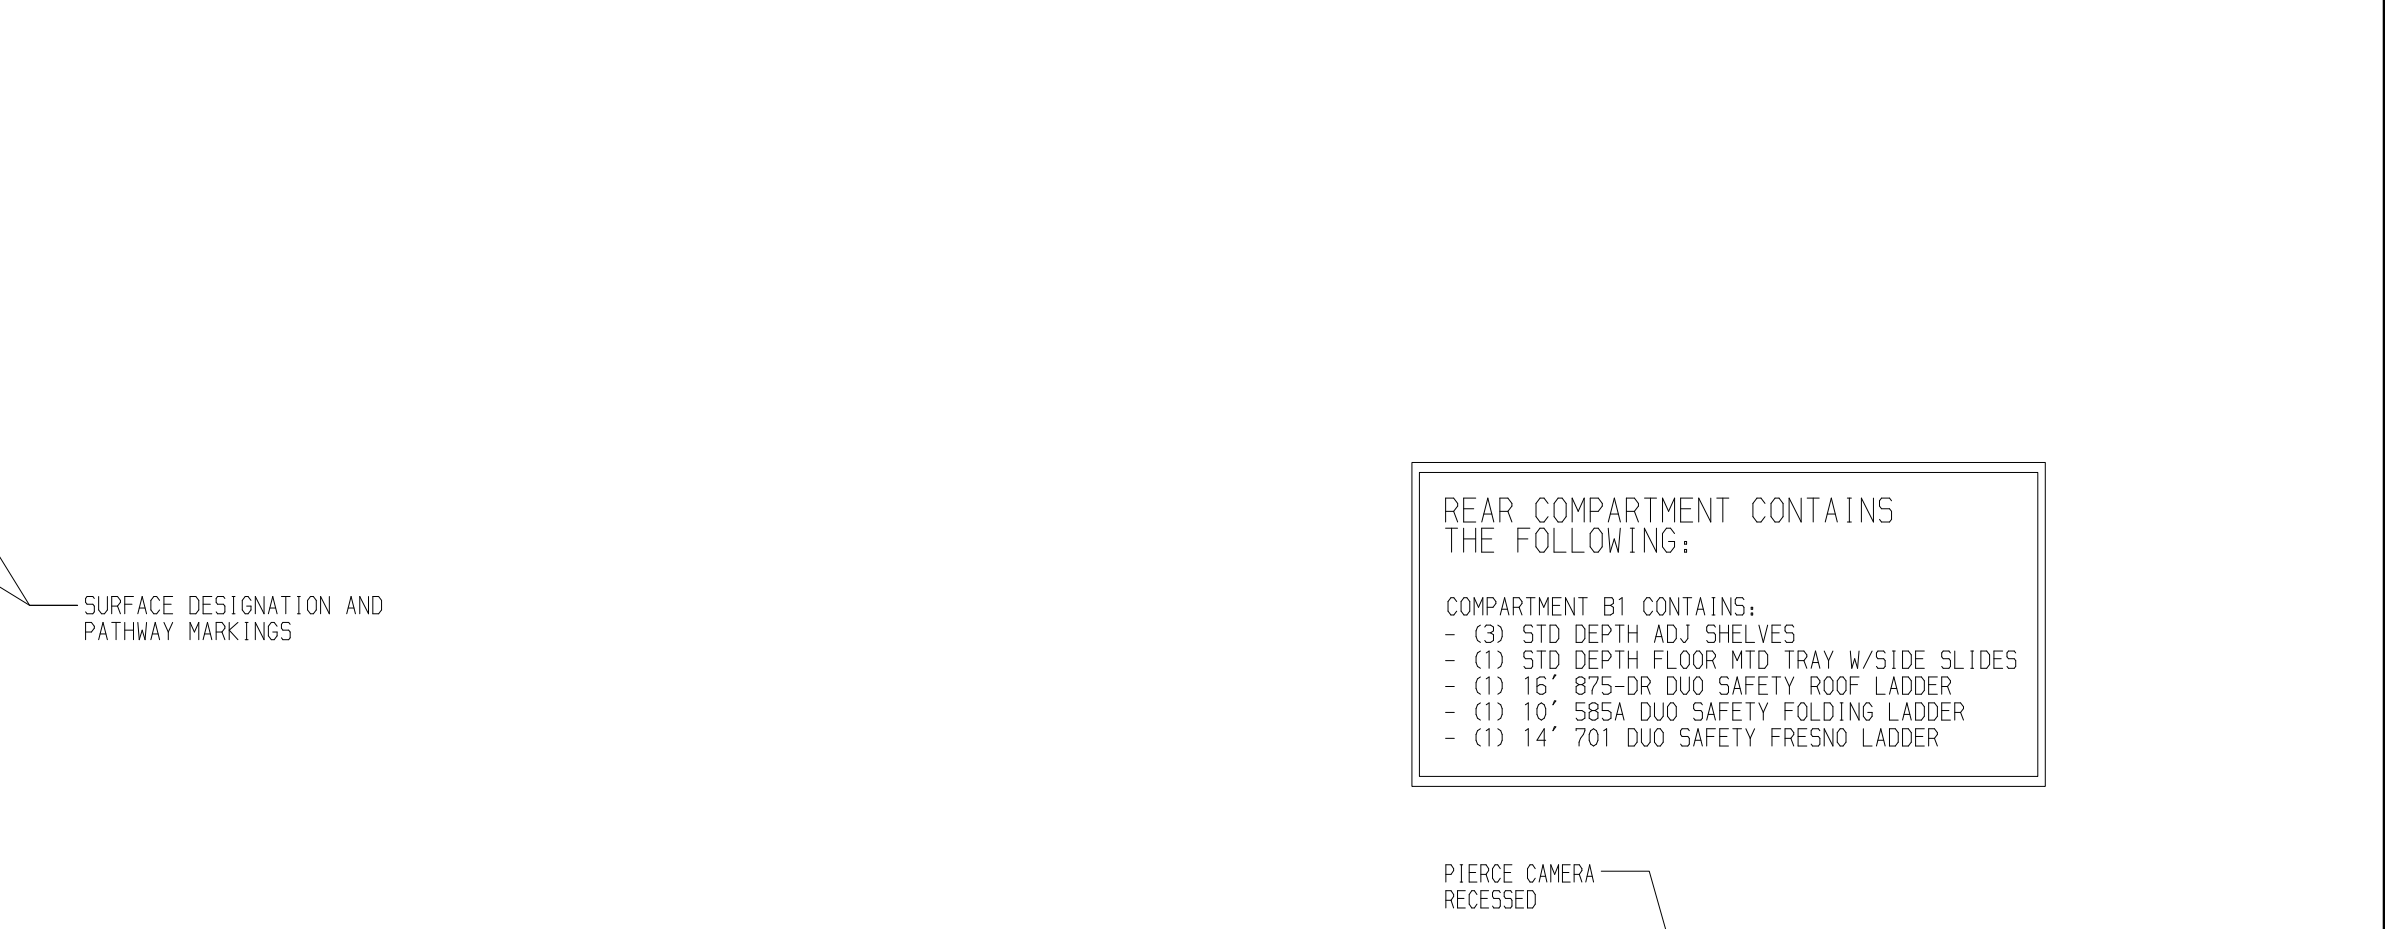 REAR COMPARTMENT CONTAINS
THE FOLLOWING:
COMPARTMENT B1 CONTAINS:
- (3) STD DEPTH ADJ SHELVES
- (1) STD DEPTH FLOOR MTD TRAY W/SIDE SLIDES
- (1) 16' 875-DR DUO SAFETY ROOF LADDER
- (1) 10' 585A DUO SAFETY FOLDING LADDER
- (1) 14' 701 DUO SAFETY FRESNO LADDER
SURFACE DESIGNATION AND
PATHWAY MARKINGS
PIERCE CAMERA
RECESSED